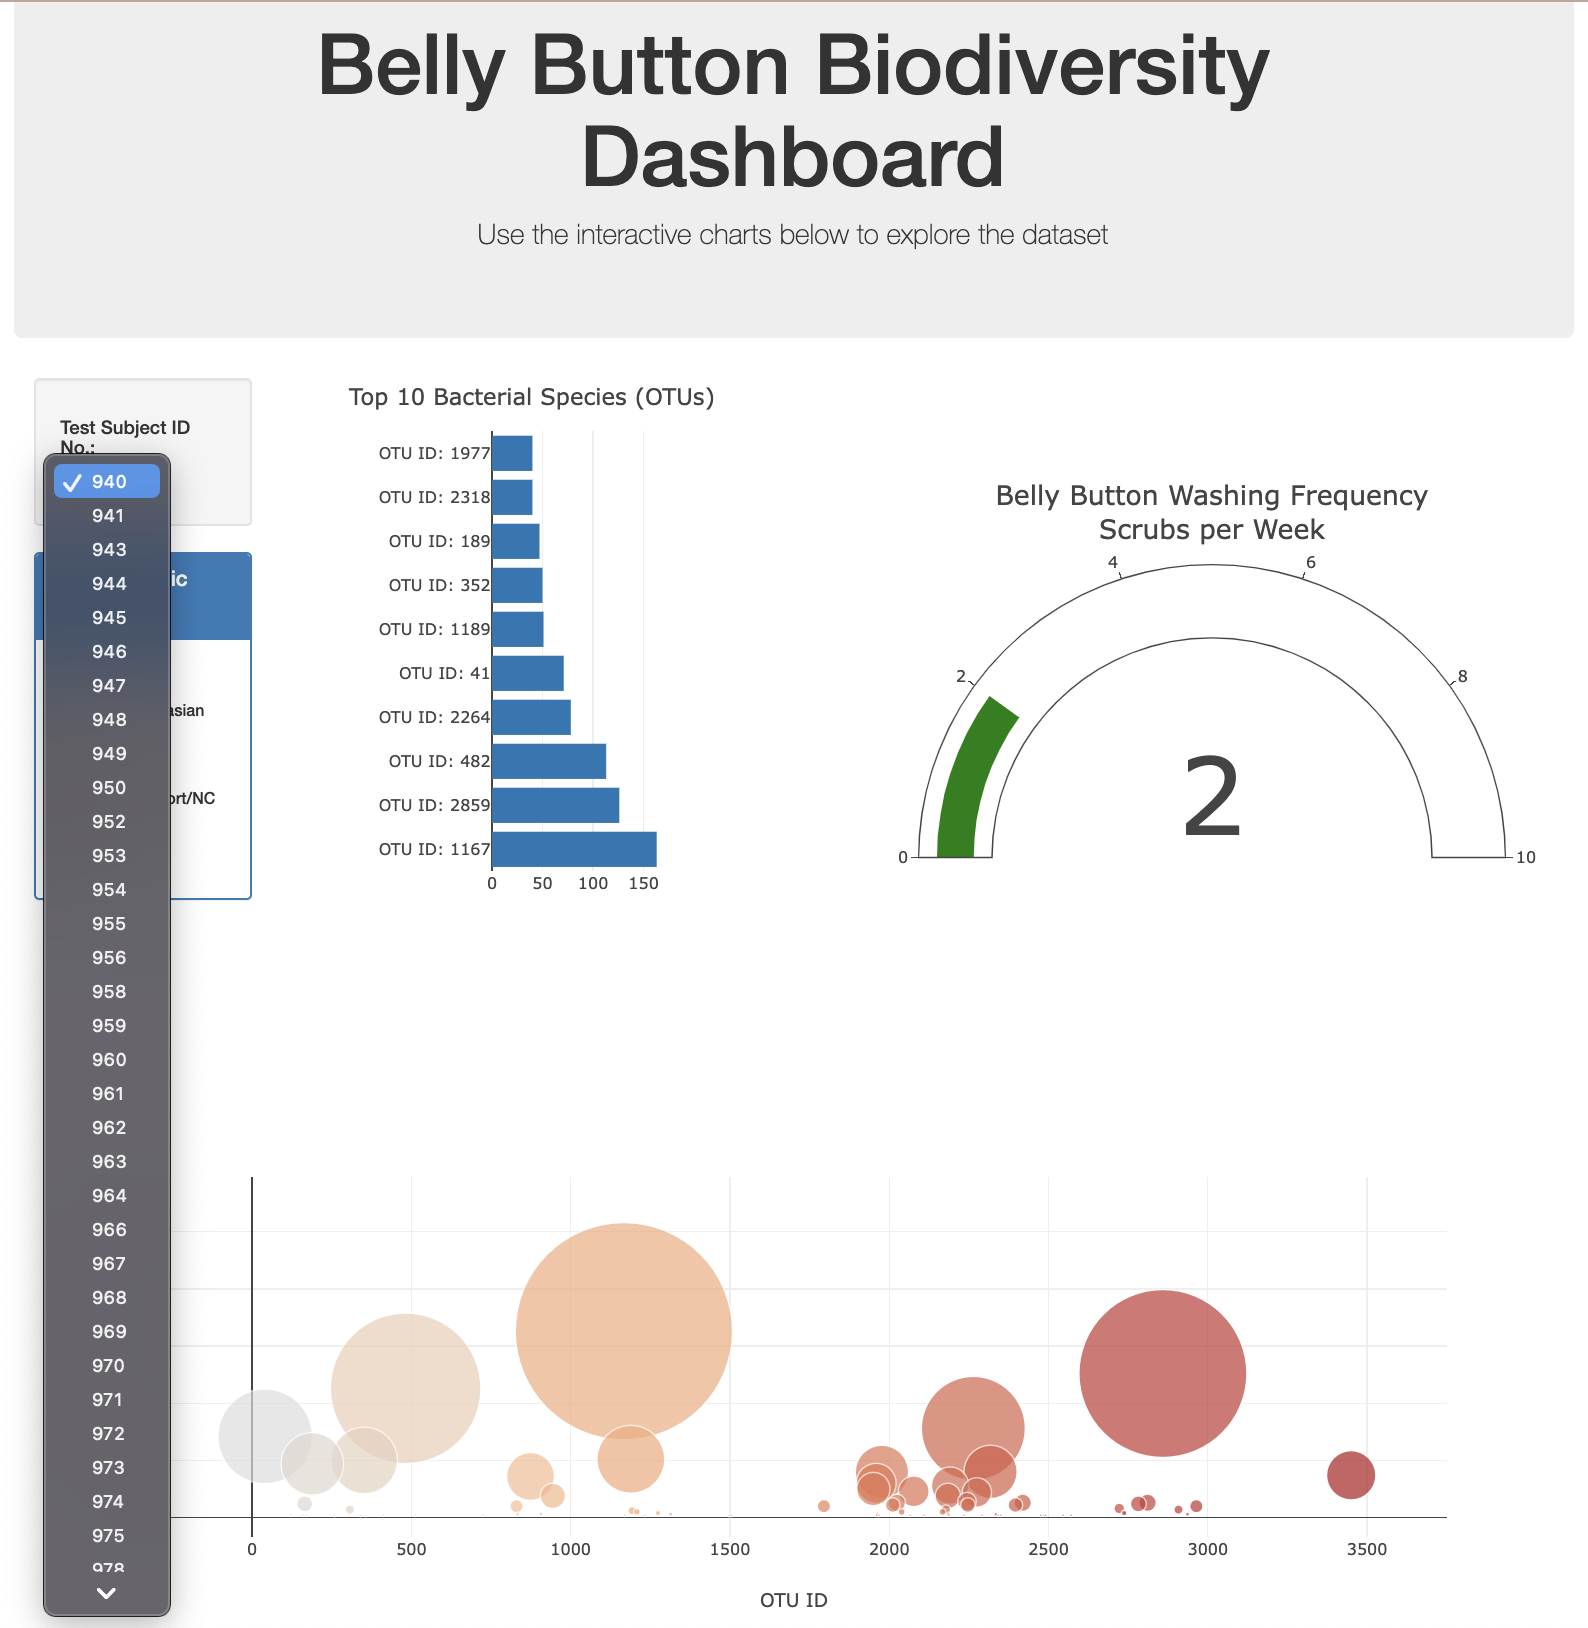 Belly Button Biodiversity
Dashboard
Use the interactive charts below to explore the dataset
Test Subject ID
No.:
940
941
943
944
945
946
947
948
949
950
952
953
954
955
956
958
959
960
961
962
963
964
966
967
968
969
970
971
972
973
974
975
978
ic
asian
ort/NC
Top 10 Bacterial Species (OTUs)
OTU ID: 1977
OTU ID: 2318
OTU ID: 189
OTU ID: 352
OTU ID: 1189
OTU ID: 41
OTU ID: 2264
OTU ID: 482
OTU ID: 2859
OTU ID: 1167
0 50 100 150
Belly Button Washing Frequency
Scrubs per Week
0 2 4 6 8 10
2
0 500 1000 1500 2000 2500 3000 3500
OTU ID